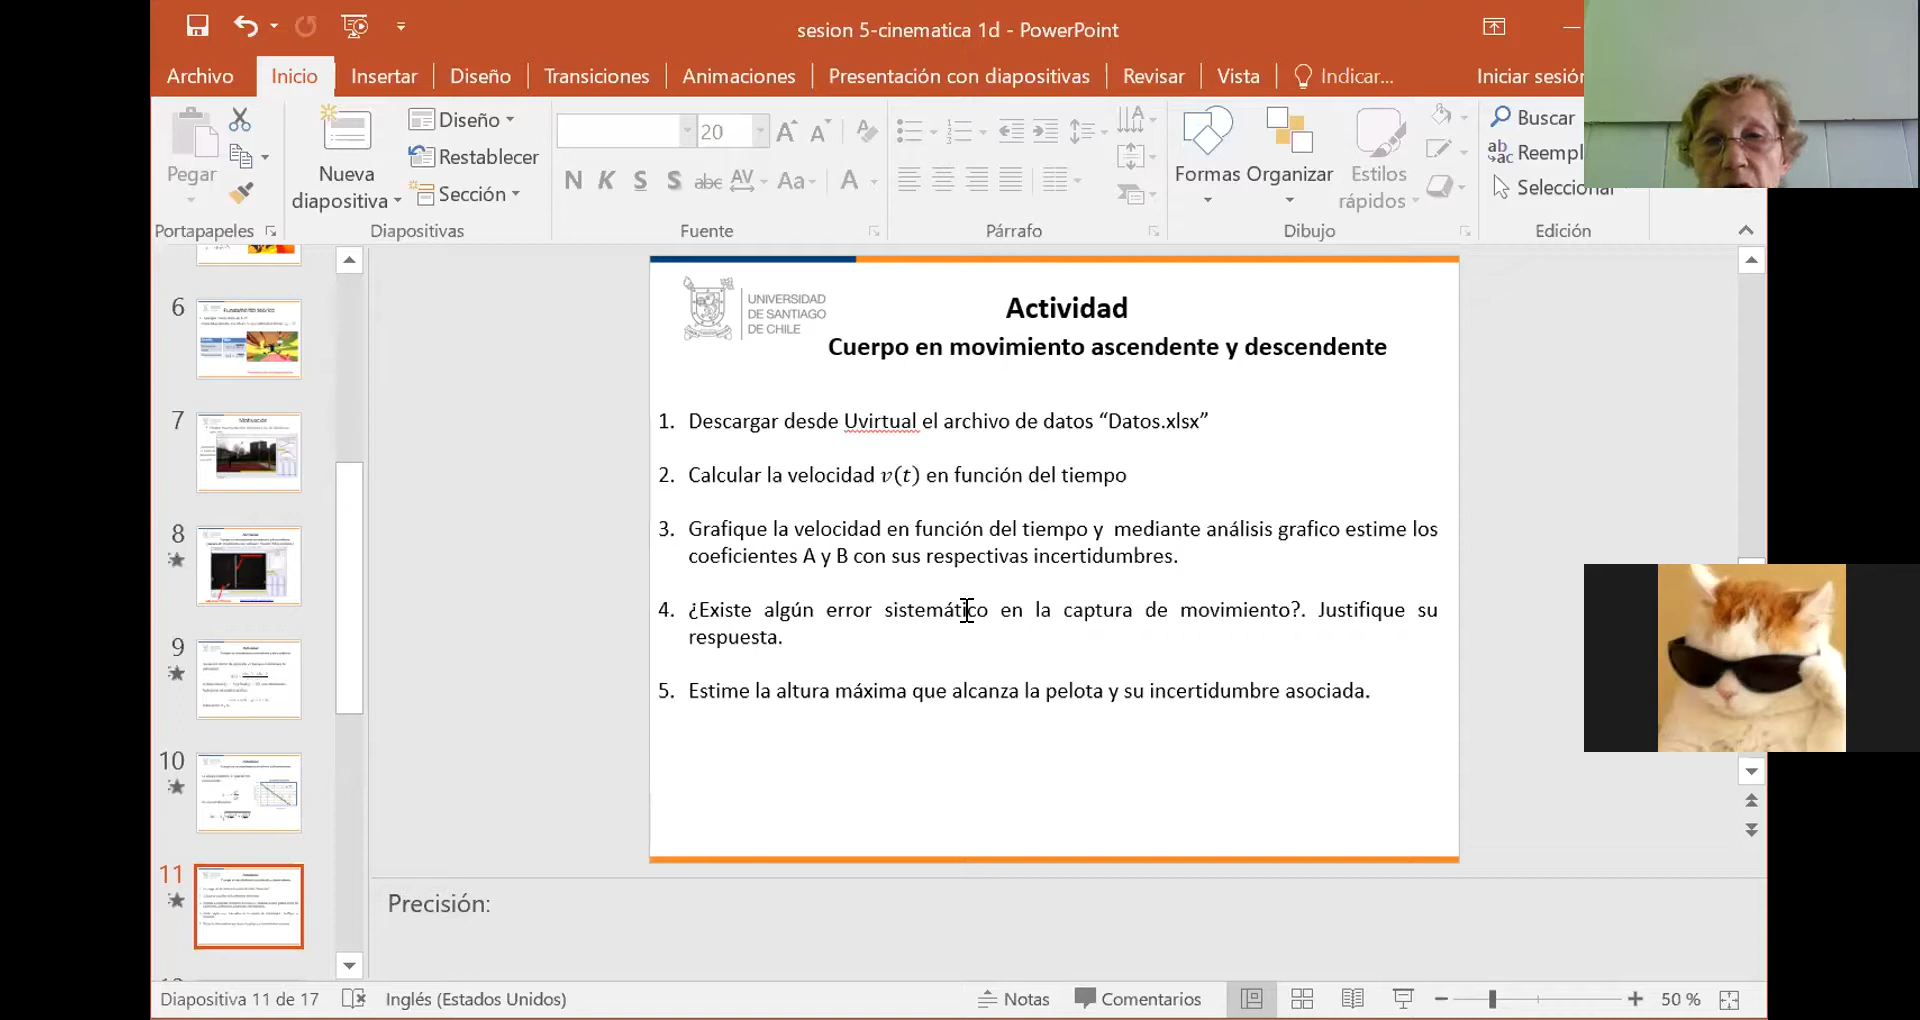 sesion 5-cinematica 1d - PowerPoint
Archivo Inicio Insertar Diseño Transiciones Animaciones Presentación con diapositivas Revisar Vista Indicar... Iniciar sesión
Pegar
Nueva diapositiva
Diseño
Restablecer
Sección
20
N K S S abc AV Aa A
Formas Organizar Estilos rápidos
Buscar
Reempl
Seleccionar
Portapapeles Diapositivas Fuente Párrafo Dibujo Edición
6
7
8
9
10
11
UNIVERSIDAD
DE SANTIAGO
DE CHILE
Actividad
Cuerpo en movimiento ascendente y descendente
1. Descargar desde Uvirtual el archivo de datos “Datos.xlsx”
2. Calcular la velocidad v(t) en función del tiempo
3. Grafique la velocidad en función del tiempo y mediante análisis grafico estime los
coeficientes A y B con sus respectivas incertidumbres.
4. ¿Existe algún error sistemático en la captura de movimiento?. Justifique su
respuesta.
5. Estime la altura máxima que alcanza la pelota y su incertidumbre asociada.
Precisión:
Diapositiva 11 de 17 Inglés (Estados Unidos) Notas Comentarios 50 %